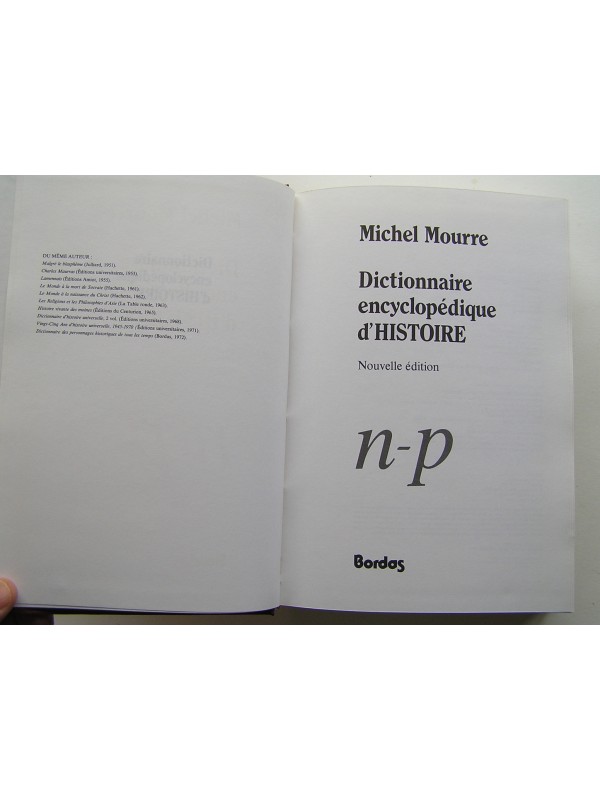 DU MÊME AUTEUR :
Malgré le blasphème (Julliard, 1951).
Charles Maurras (Éditions universitaires, 1953).
Lamennais (Éditions Amiot, 1955).
Le Monde à la mort de Socrate (Hachette, 1961).
Le Monde à la naissance du Christ (Hachette, 1962).
Les Religions et les Philosophies d'Asie (La Table ronde, 1963).
Histoire vivante des moines (Éditions du Centurion, 1965).
Dictionnaire d'histoire universelle, 2 vol. (Éditions universitaires, 1968).
Vingt-Cinq Ans d'histoire universelle. 1945-1970 (Éditions universitaires, 1971).
Dictionnaire des personnages historiques de tous les temps (Bordas, 1972).
Michel Mourre
Dictionnaire
encyclopédique
d'HISTOIRE
Nouvelle édition
n-p
Bordas